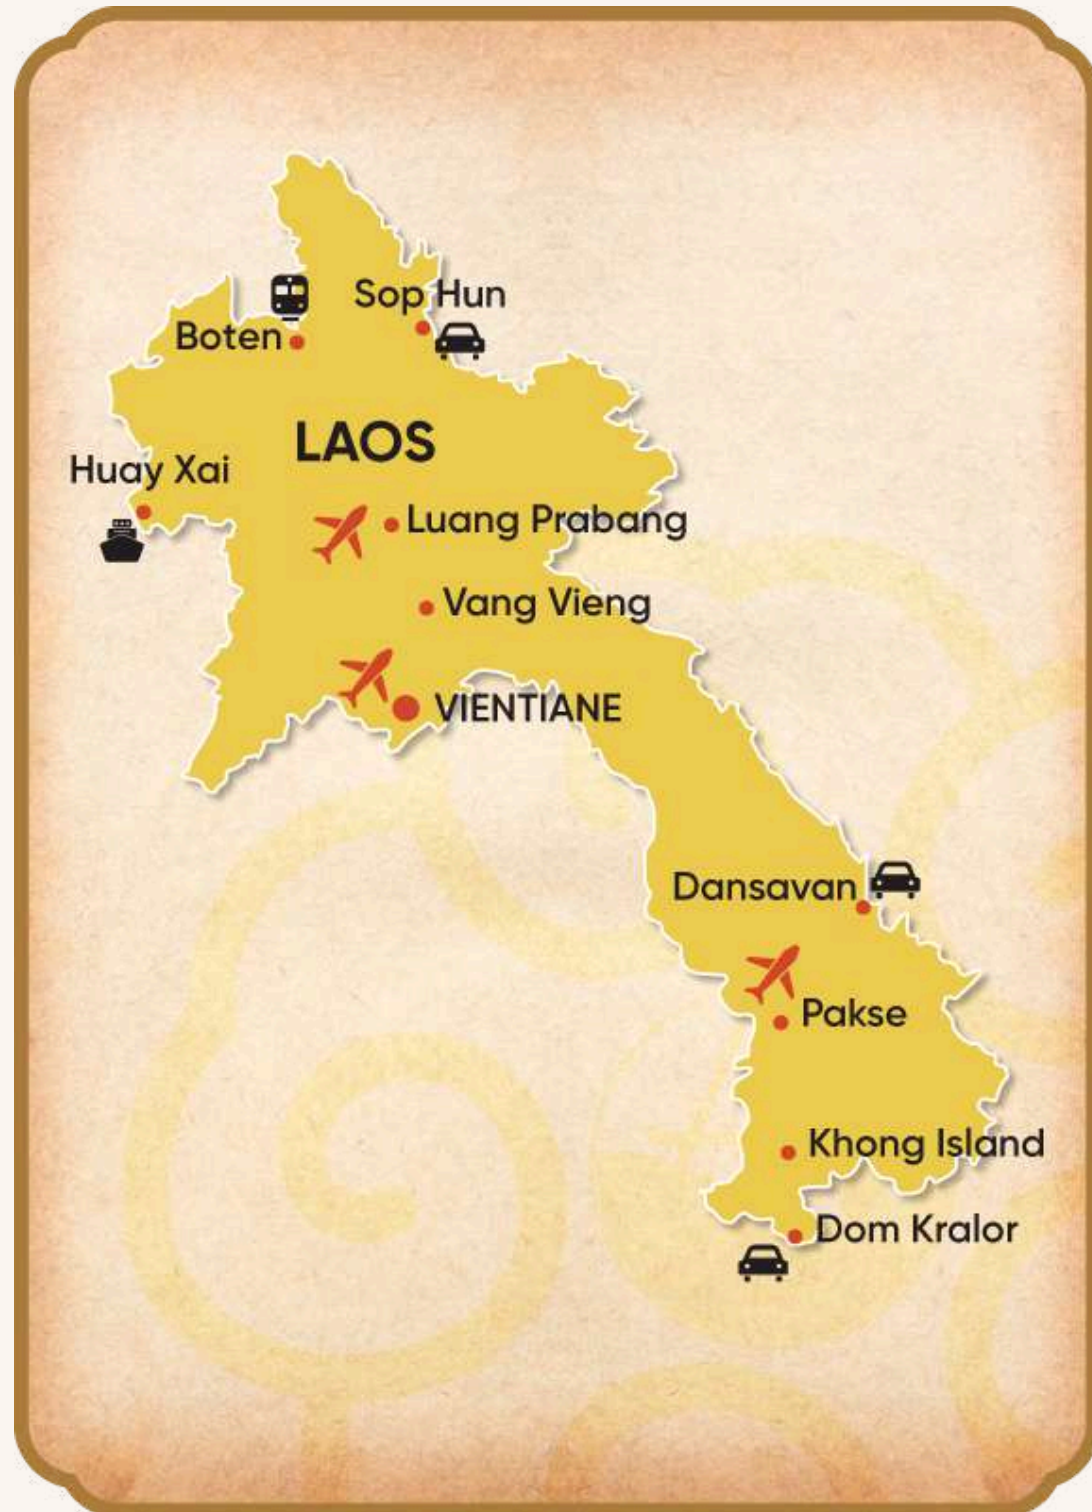 Sop Hun
Boten
LAOS
Huay Xai
Luang Prabang
Vang Vieng
VIENTIANE
Dansavan
Pakse
Khong Island
Dom Kralor